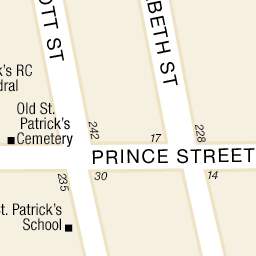 OTT ST
BETH ST
k's RC
dral
Old St.
Patrick's
Cemetery
242
17
228
PRINCE STREET
235
30
14
t. Patrick's
School